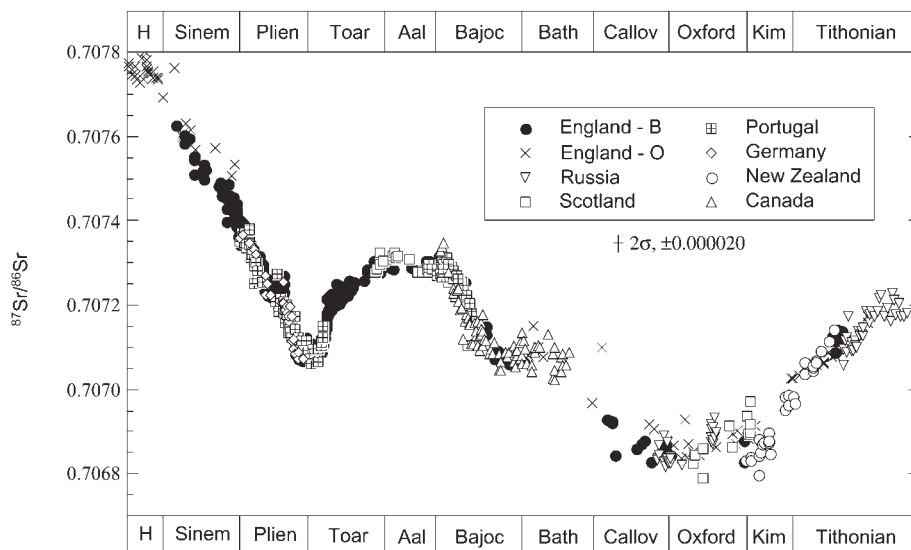 H Sinem Plien Toar Aal Bajoc Bath Callov Oxford Kim Tithonian
0.7078
0.7076
0.7074
0.7072
0.7070
0.7068
⁸⁷Sr/⁸⁶Sr
England - B Portugal
England - O Germany
Russia New Zealand
Scotland Canada
2σ, ±0.000020
H Sinem Plien Toar Aal Bajoc Bath Callov Oxford Kim Tithonian